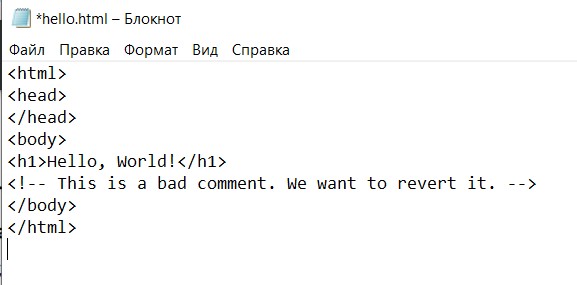 *hello.html – Блокнот
Файл Правка Формат Вид Справка
<html>
<head>
</head>
<body>
<h1>Hello, World!</h1>
<!-- This is a bad comment. We want to revert it. -->
</body>
</html>